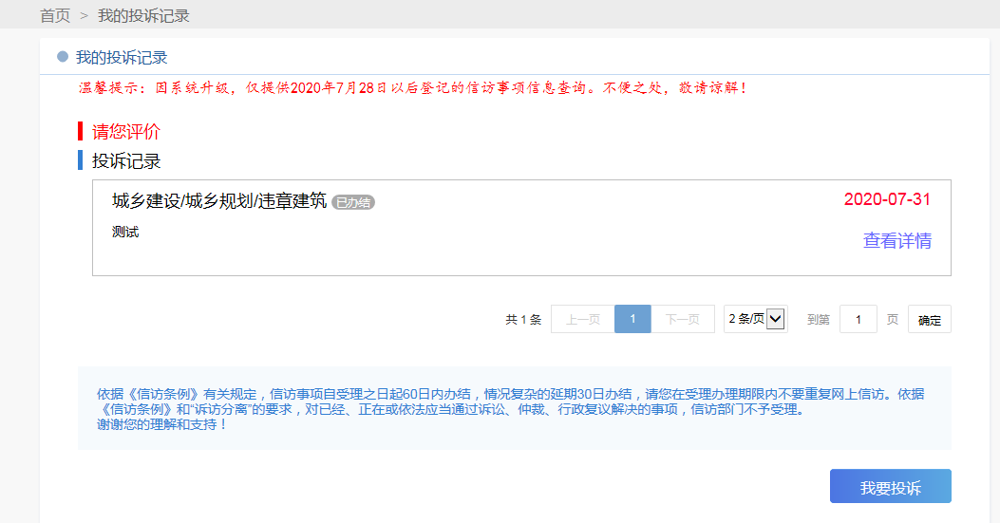 首页 > 我的投诉记录
我的投诉记录
温馨提示：因系统升级，仅提供2020年7月28日以后登记的信访事项信息查询。不便之处，敬请谅解！
请您评价
投诉记录
城乡建设/城乡规划/违章建筑 已办结 2020-07-31
测试
查看详情
共 1 条 上一页 1 下一页 2 条/页 到第 1 页 确定
依据《信访条例》有关规定，信访事项自受理之日起60日内办结，情况复杂的延期30日办结，请您在受理办理期限内不要重复网上信访。依据
《信访条例》和“诉访分离”的要求，对已经、正在或依法应当通过诉讼、仲裁、行政复议解决的事项，信访部门不予受理。
谢谢您的理解和支持！
我要投诉